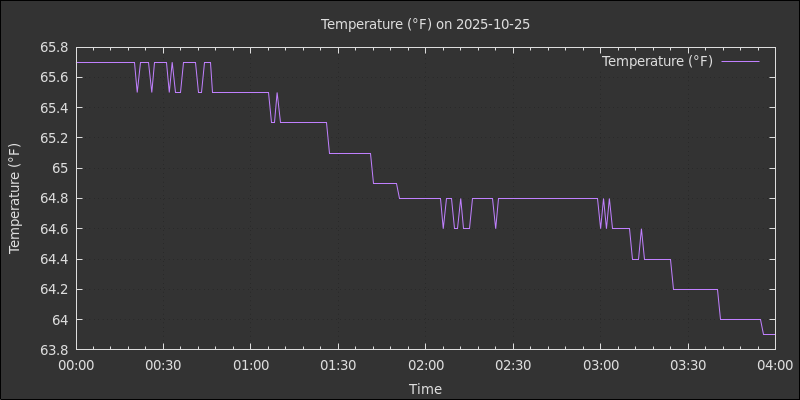 Temperature (°F) on 2025-10-25
Temperature (°F)
65.8
65.6
65.4
65.2
65
64.8
64.6
64.4
64.2
64
63.8
Temperature (°F)
00:00 00:30 01:00 01:30 02:00 02:30 03:00 03:30 04:00
Time